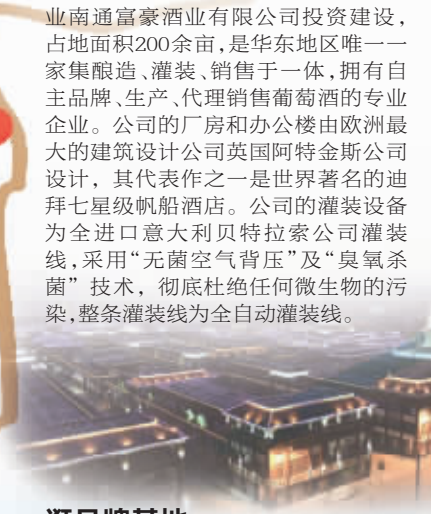 业南通富豪酒业有限公司投资建设，
占地面积200余亩，是华东地区唯一一
家集酿造、灌装、销售于一体，拥有自
主品牌、生产、代理销售葡萄酒的专业
企业。公司的厂房和办公楼由欧洲最
大的建筑设计公司英国阿特金斯公司
设计，其代表作之一是世界著名的迪
拜七星级帆船酒店。公司的灌装设备
为全进口意大利贝特拉索公司灌装
线，采用“无菌空气背压”及“臭氧杀
菌”技术，彻底杜绝任何微生物的污
染，整条灌装线为全自动灌装线。